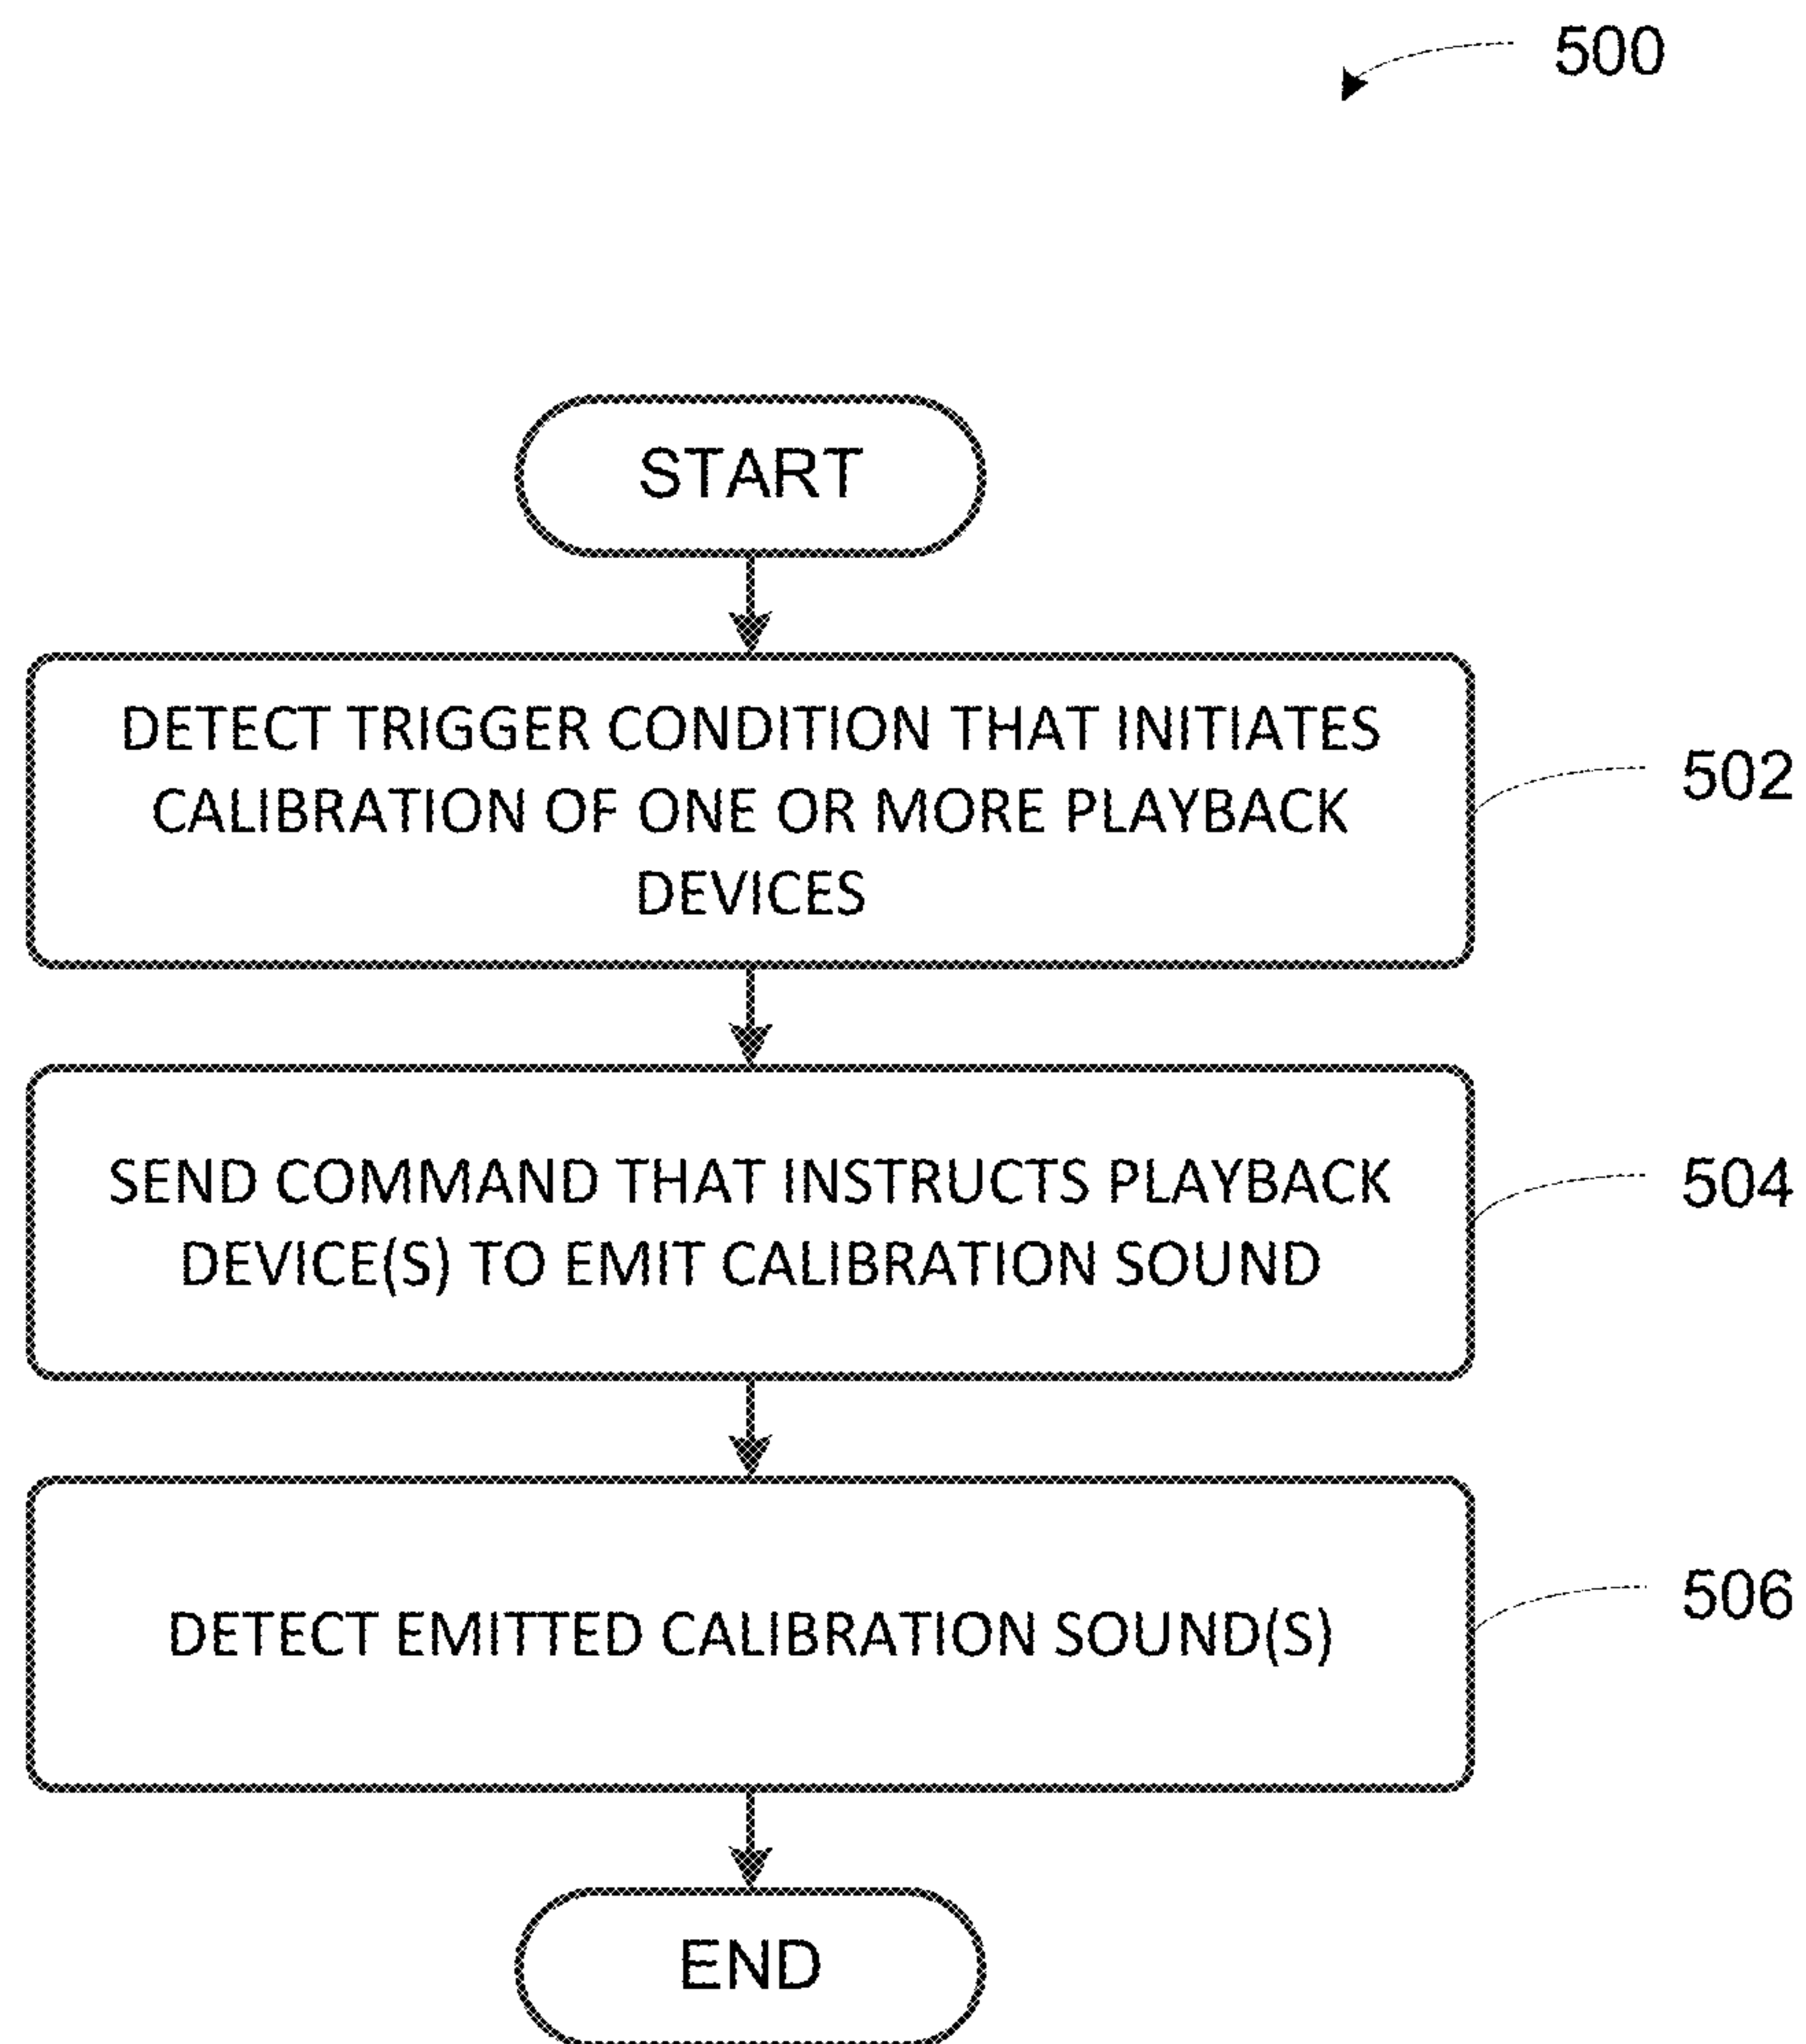 500
START
DETECT TRIGGER CONDITION THAT INITIATES
CALIBRATION OF ONE OR MORE PLAYBACK
DEVICES
502
SEND COMMAND THAT INSTRUCTS PLAYBACK
DEVICE(S) TO EMIT CALIBRATION SOUND
504
DETECT EMITTED CALIBRATION SOUND(S)
506
END